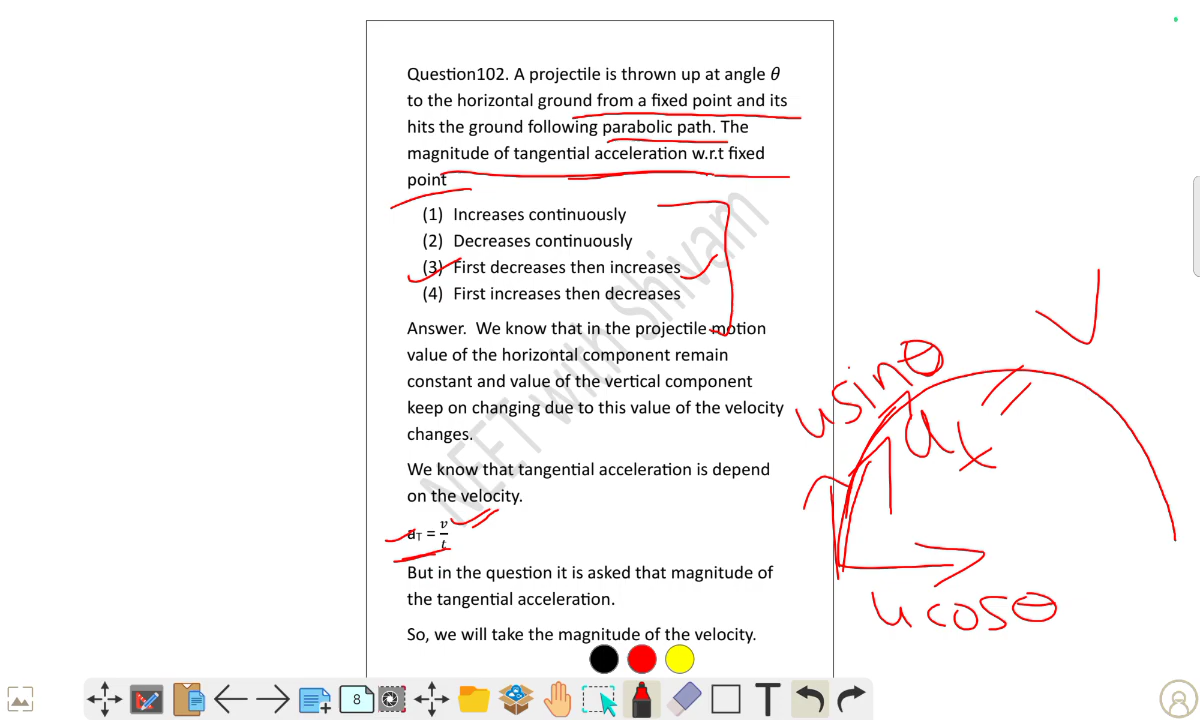 Question102. A projectile is thrown up at angle θ
to the horizontal ground from a fixed point and its
hits the ground following parabolic path. The
magnitude of tangential acceleration w.r.t fixed
point
(1) Increases continuously
(2) Decreases continuously
(3) First decreases then increases
(4) First increases then decreases
Answer. We know that in the projectile motion
value of the horizontal component remain
constant and value of the vertical component
keep on changing due to this value of the velocity
changes.
We know that tangential acceleration is depend
on the velocity.
aT = v/t
But in the question it is asked that magnitude of
the tangential acceleration.
So, we will take the magnitude of the velocity.
NEET with Shivam
usinθ
at
ucosθ
8
T